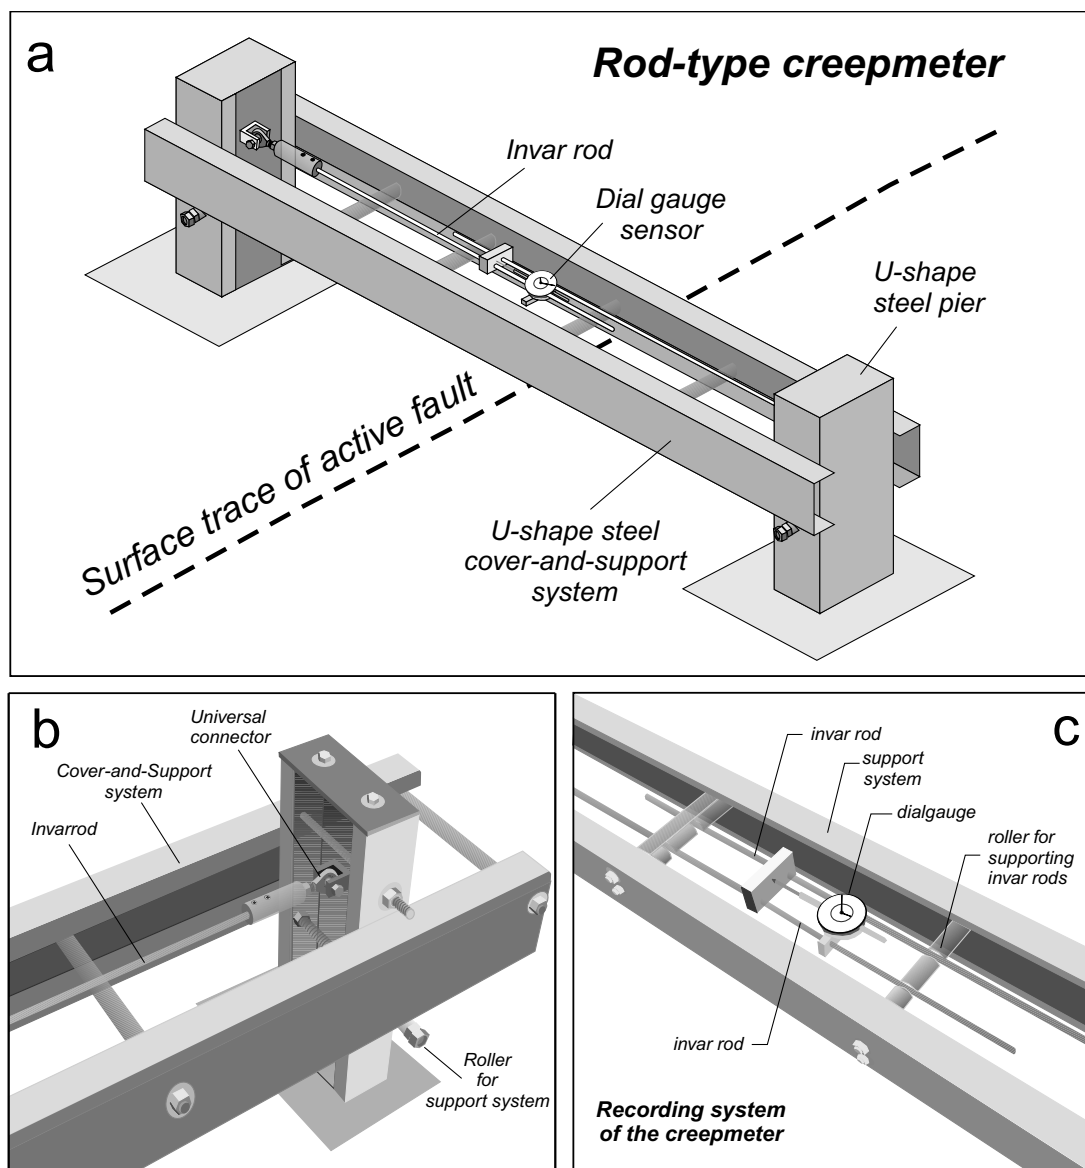 a
Rod-type creepmeter
Invar rod
Dial gauge
sensor
U-shape
steel pier
Surface trace of active fault
U-shape steel
cover-and-support
system
b
Universal
connector
Cover-and-Support
system
Invarrod
Roller
for
support system
c
invar rod
support
system
dialgauge
roller for
supporting
invar rods
invar rod
Recording system
of the creepmeter